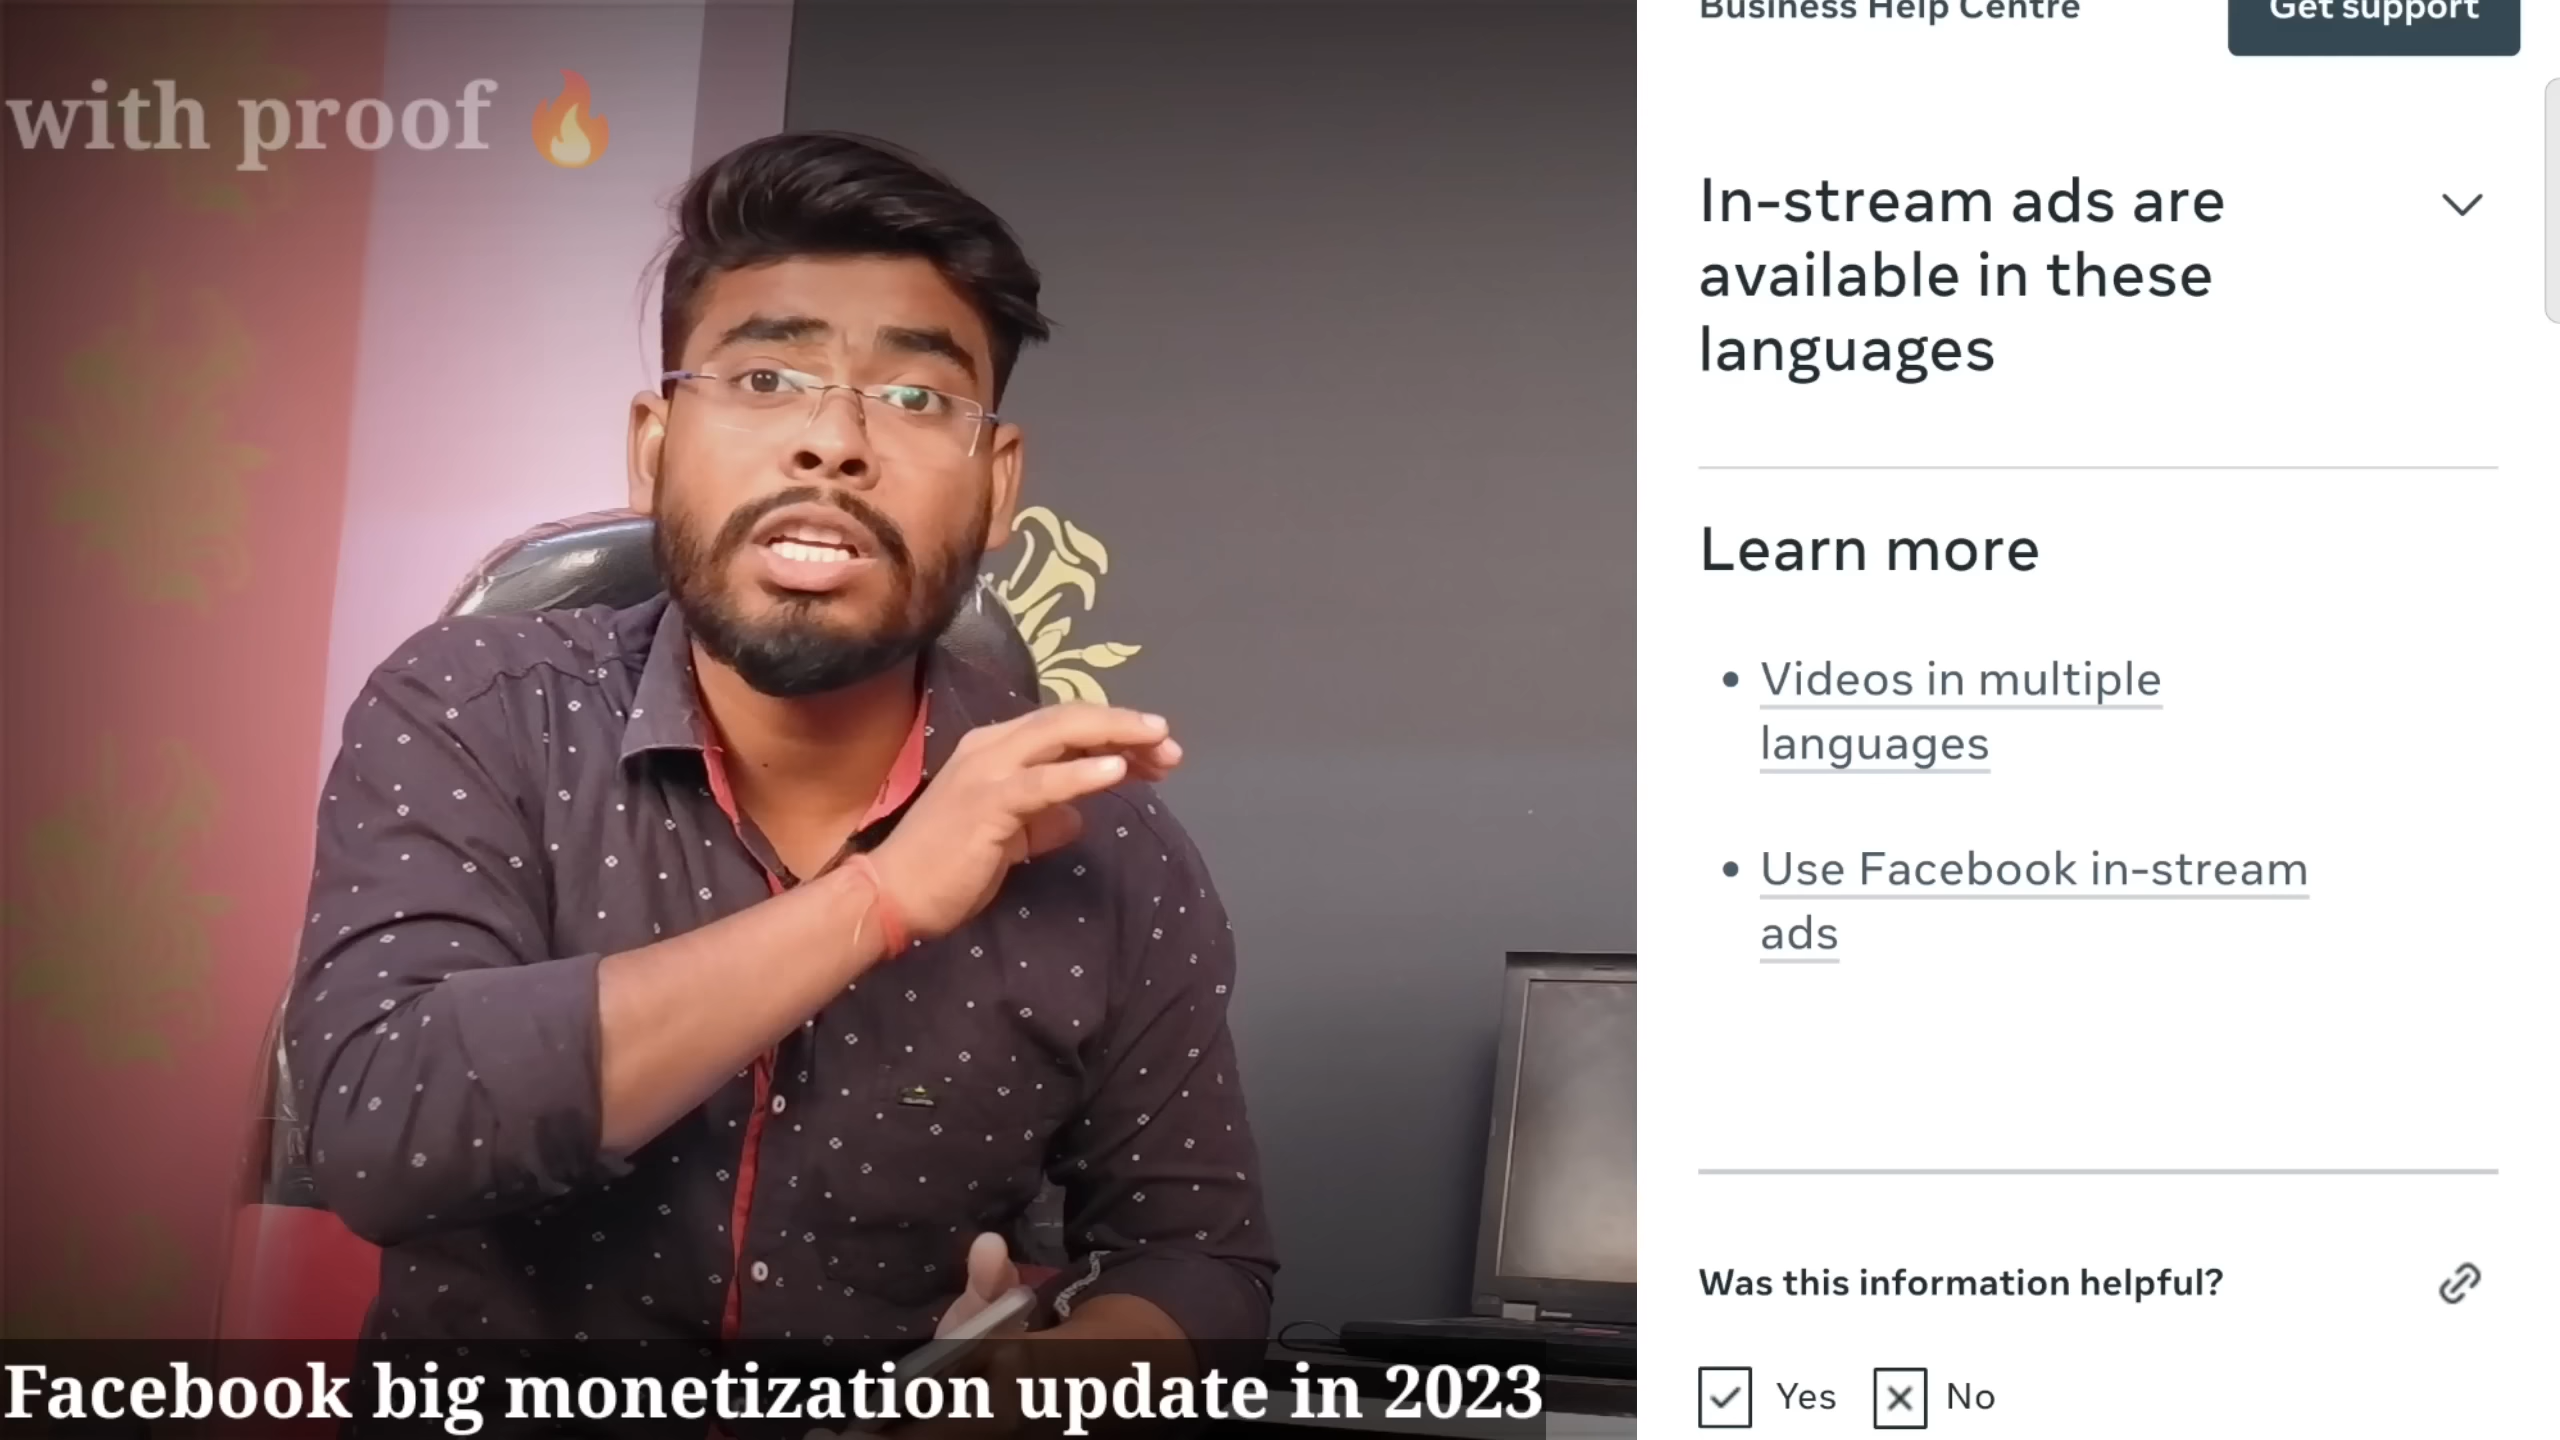 with proof 🔥
Facebook big monetization update in 2023
Business Help Centre
Get support
In-stream ads are
available in these
languages
Learn more
• Videos in multiple
languages
• Use Facebook in-stream
ads
Was this information helpful?
Yes
No